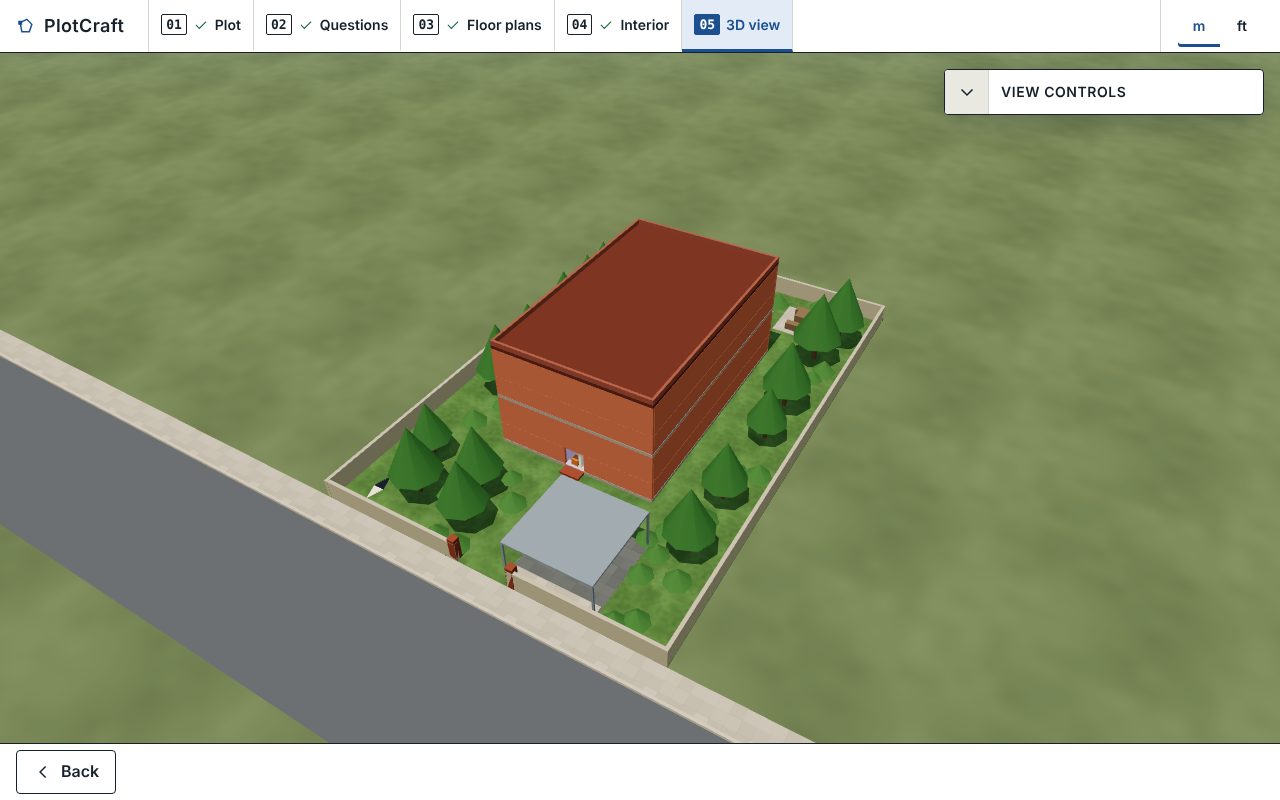 PlotCraft
01 Plot
02 Questions
03 Floor plans
04 Interior
05 3D view
m ft
VIEW CONTROLS
Back